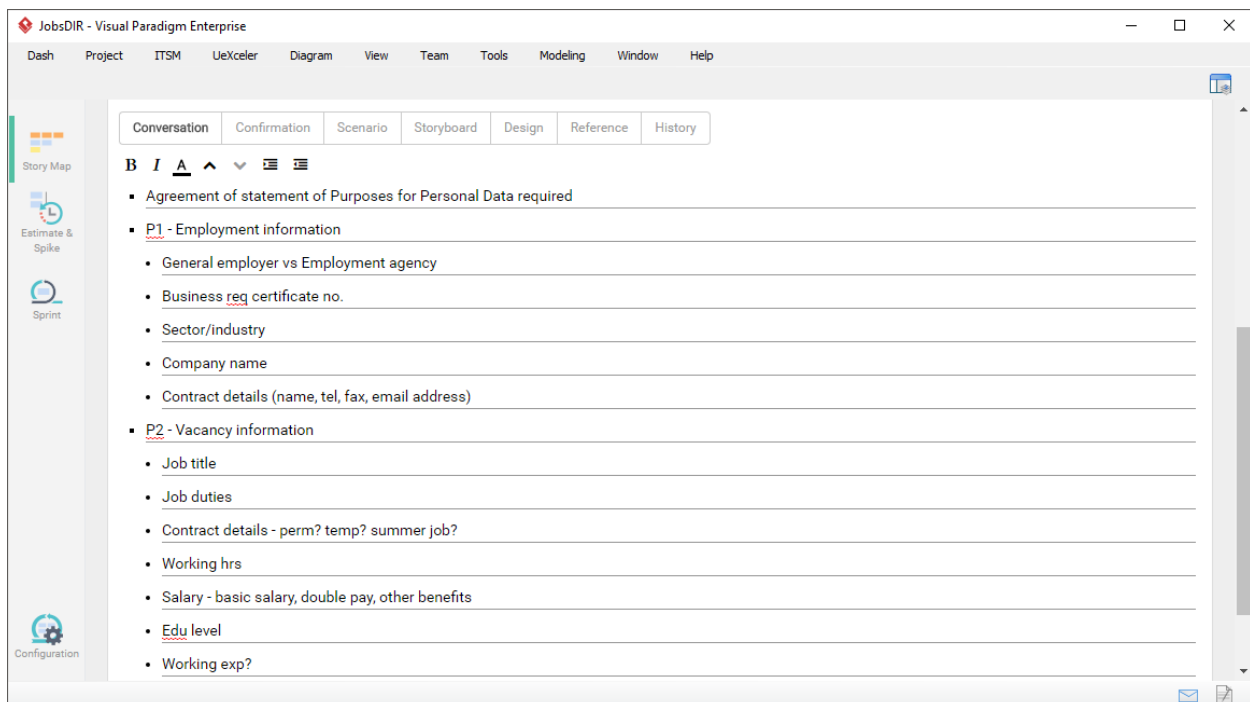 JobsDIR - Visual Paradigm Enterprise
Dash Project ITSM UeXceler Diagram View Team Tools Modeling Window Help
Conversation Confirmation Scenario Storyboard Design Reference History
B I A
Story Map
Estimate &
Spike
Sprint
Configuration
Agreement of statement of Purposes for Personal Data required
P1 - Employment information
General employer vs Employment agency
Business req certificate no.
Sector/industry
Company name
Contract details (name, tel, fax, email address)
P2 - Vacancy information
Job title
Job duties
Contract details - perm? temp? summer job?
Working hrs
Salary - basic salary, double pay, other benefits
Edu level
Working exp?